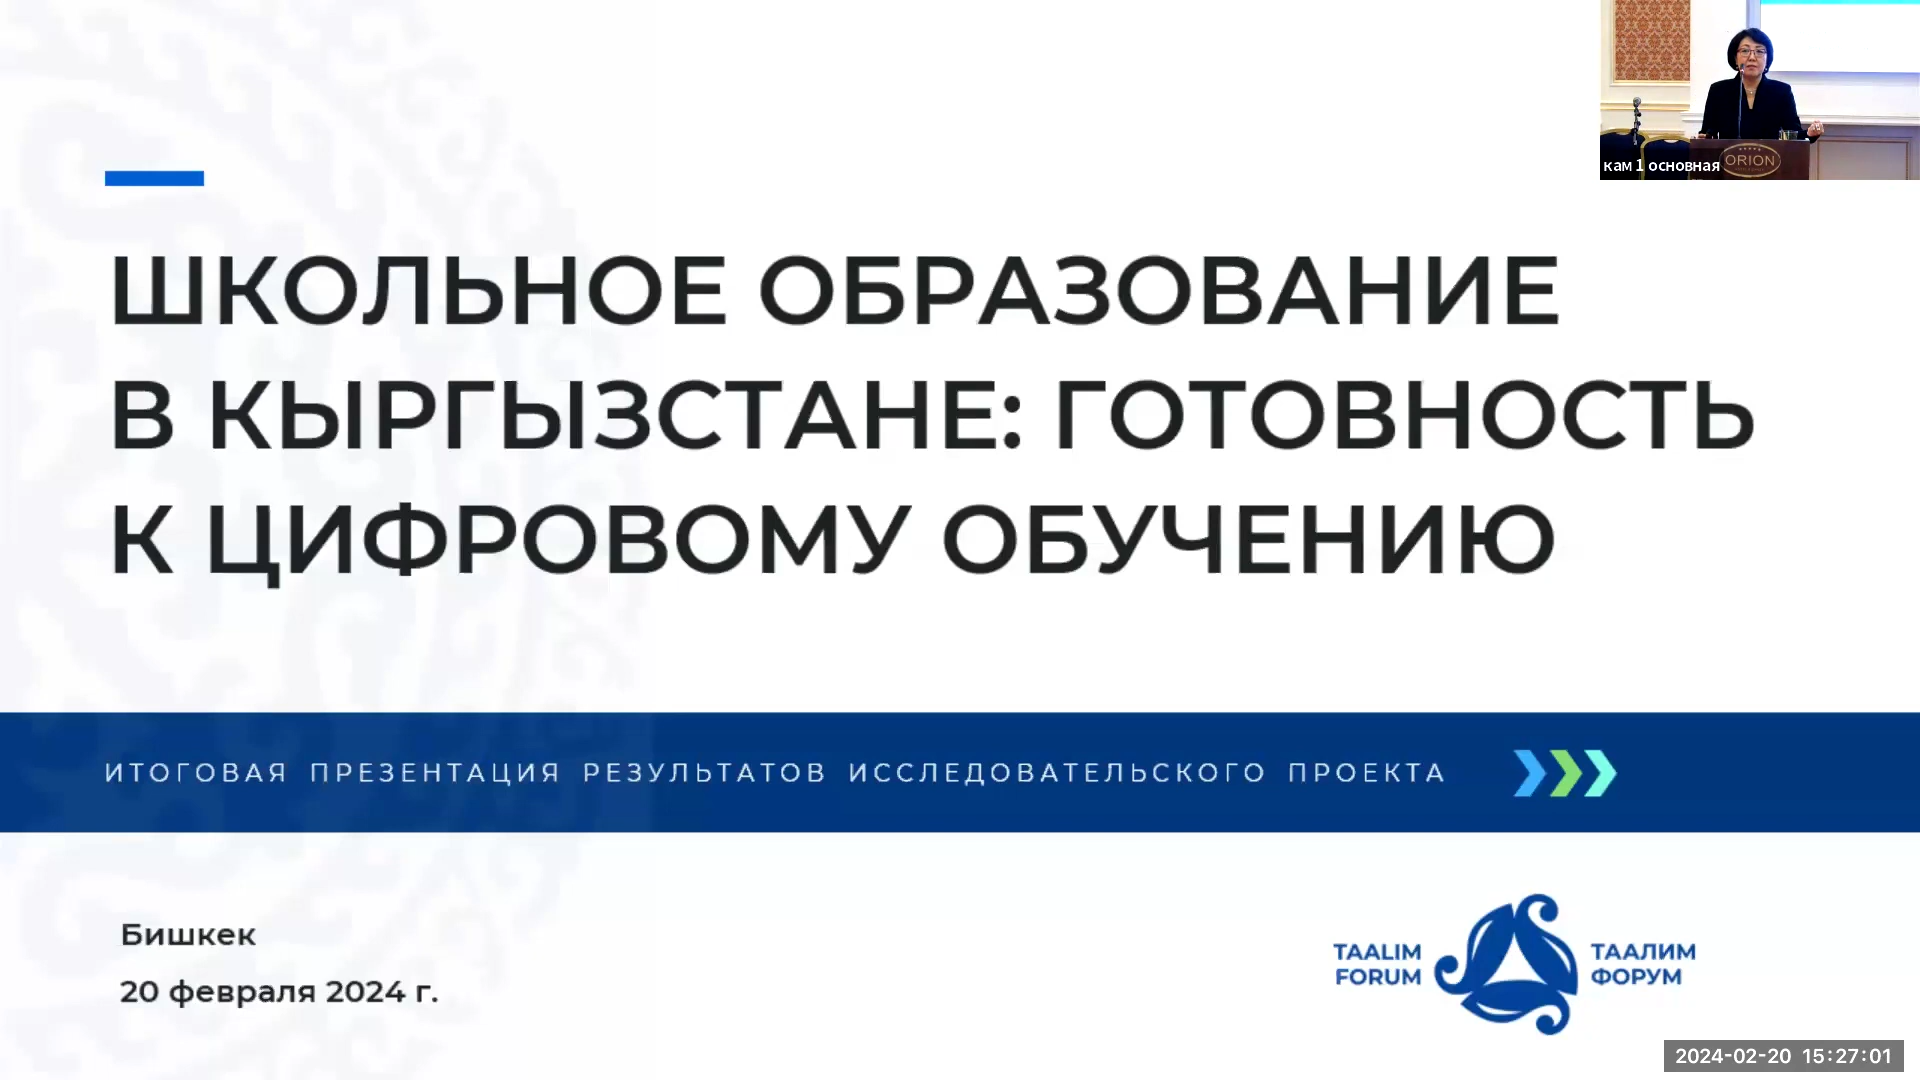 кам 1 основная
ORION
ШКОЛЬНОЕ ОБРАЗОВАНИЕ
В КЫРГЫЗСТАНЕ: ГОТОВНОСТЬ
К ЦИФРОВОМУ ОБУЧЕНИЮ
ИТОГОВАЯ ПРЕЗЕНТАЦИЯ РЕЗУЛЬТАТОВ ИССЛЕДОВАТЕЛЬСКОГО ПРОЕКТА
Бишкек
20 февраля 2024 г.
TAALIM
FORUM
ТААЛИМ
ФОРУМ
2024-02-20 15:27:01